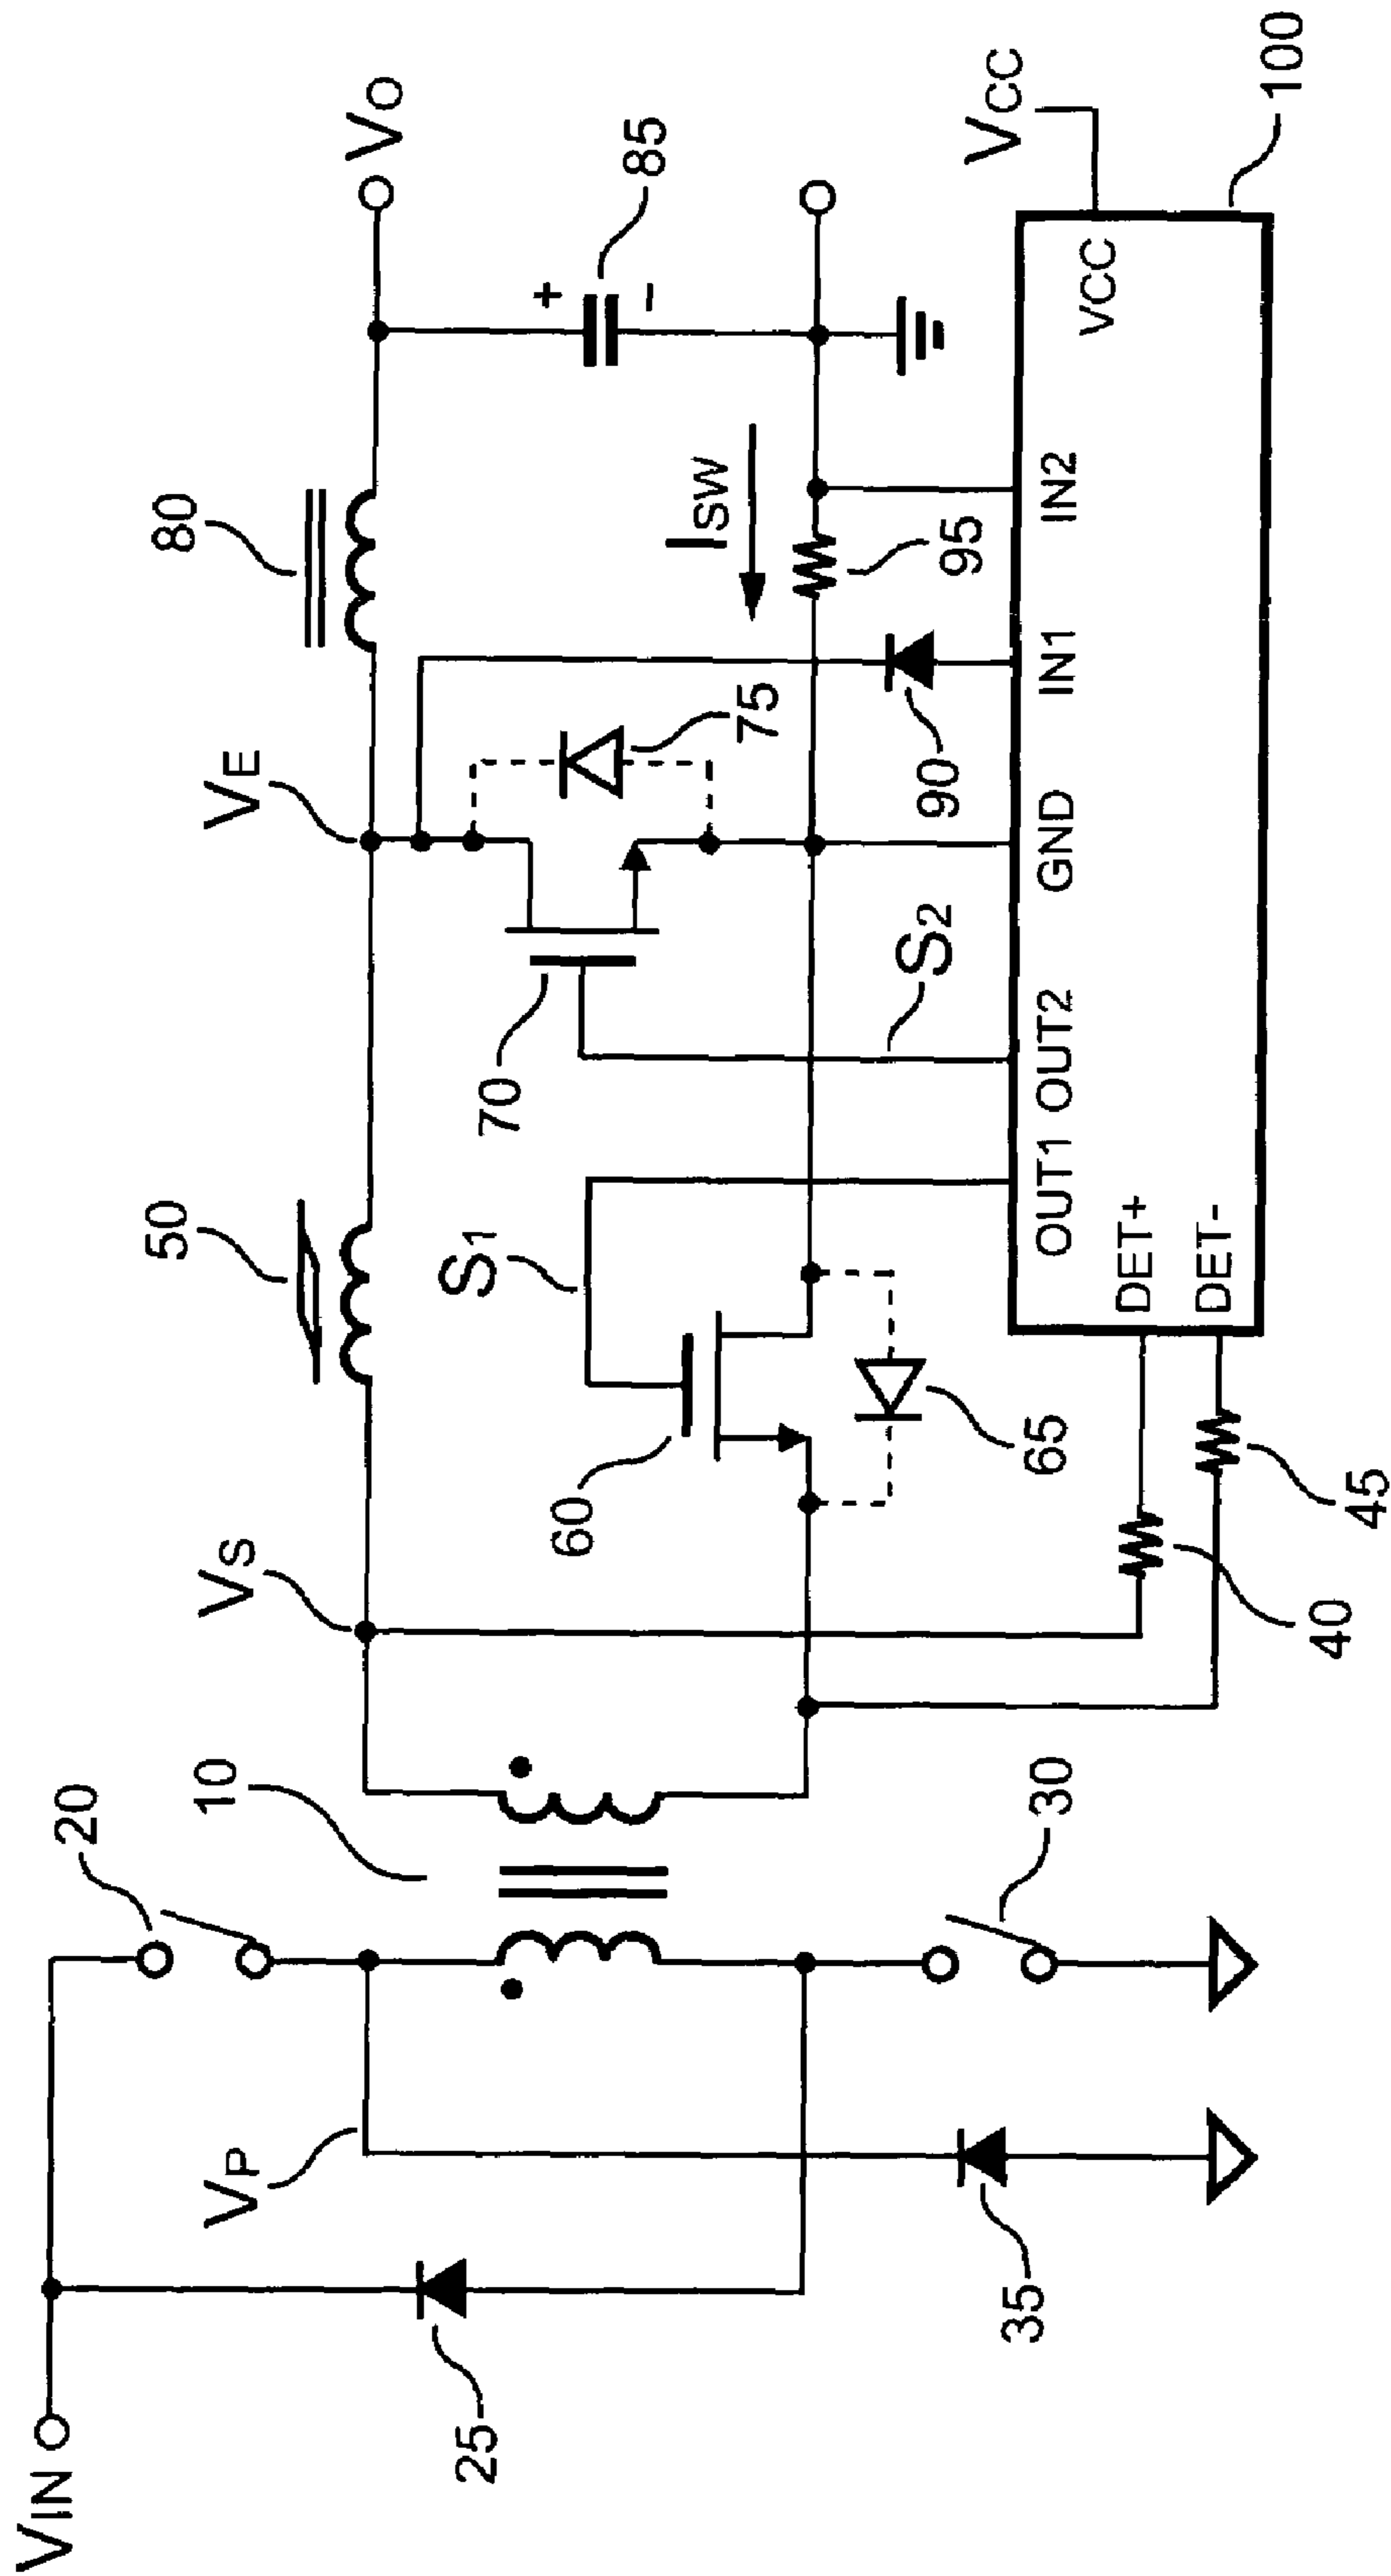 VIN
25
VP
35
20
10
30
VS
50
S1
60
65
40
45
VE
70
75
S2
90
80
ISW
95
VO
+
-
85
OUT1
OUT2
GND
IN1
IN2
DET+
DET-
VCC
VCC
100